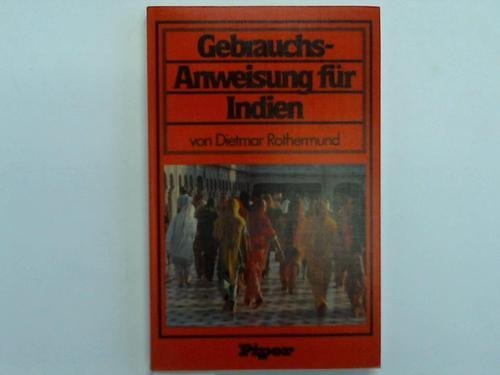 Gebrauchs-
Anweisung für
Indien
von Dietmar Rothermund
Piper